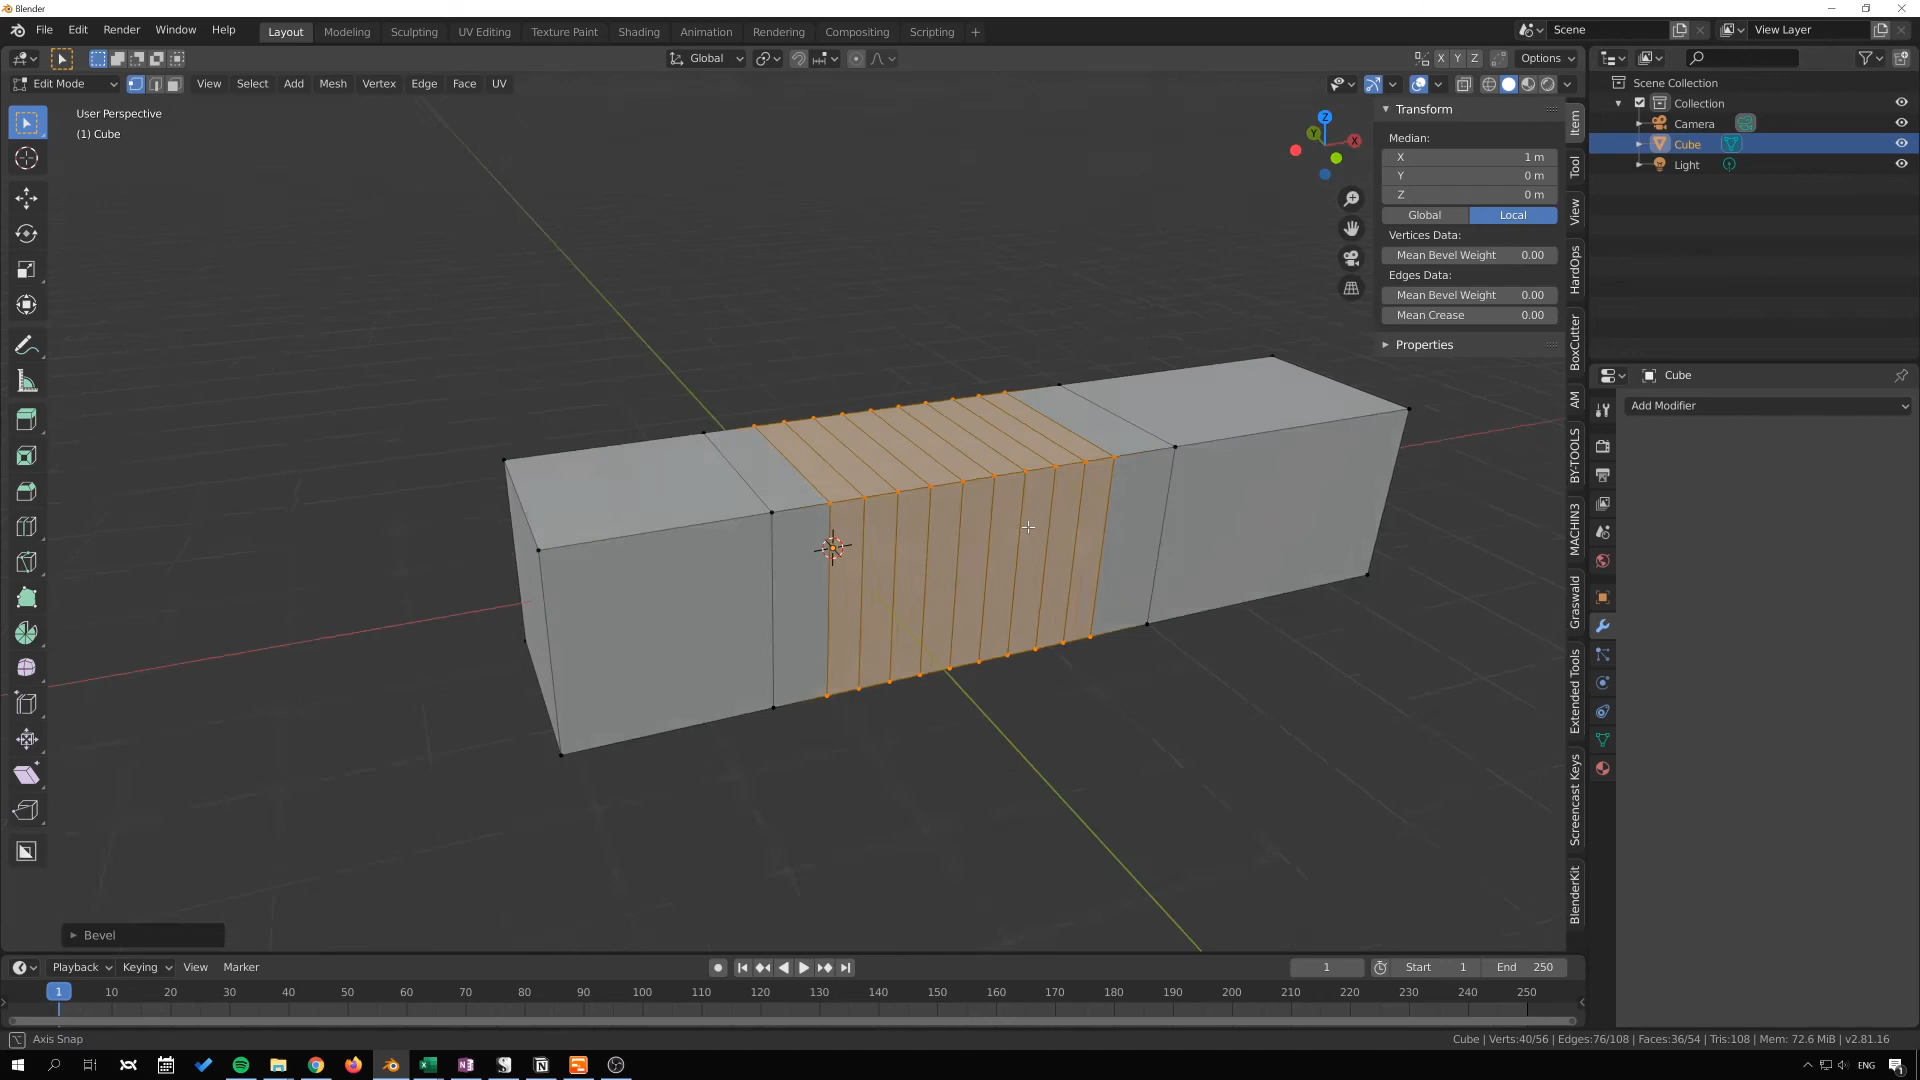 Blender
File Edit Render Window Help Layout Modeling Sculpting UV Editing Texture Paint Shading Animation Rendering Compositing Scripting + Scene View Layer
Global X Y Z Options
Edit Mode View Select Add Mesh Vertex Edge Face UV
User Perspective
(1) Cube
Z
Y
X
Transform
Median:
X 1 m
Y 0 m
Z 0 m
Global Local
Vertices Data:
Mean Bevel Weight 0.00
Edges Data:
Mean Bevel Weight 0.00
Mean Crease 0.00
Properties
Item
Tool
View
HardOps
BoxCutter
AM
BY-TOOLS
MACHIN3
Graswald
Extended Tools
Screencast Keys
BlenderKit
Scene Collection
Collection
Camera
Cube
Light
Cube
Add Modifier
Bevel
Playback Keying View Marker 1 Start 1 End 250
1 10 20 30 40 50 60 70 80 90 100 110 120 130 140 150 160 170 180 190 200 210 220 230 240 250
Axis Snap
Cube | Verts:40/56 | Edges:76/108 | Faces:36/54 | Tris:108 | Mem: 72.6 MiB | v2.81.16
ENG